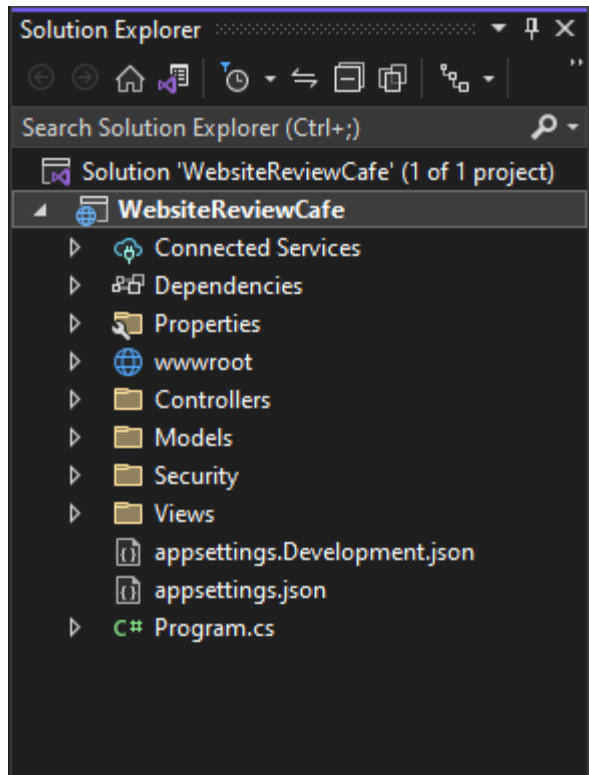 Solution Explorer
Search Solution Explorer (Ctrl+;)
Solution 'WebsiteReviewCafe' (1 of 1 project)
WebsiteReviewCafe
Connected Services
Dependencies
Properties
wwwroot
Controllers
Models
Security
Views
appsettings.Development.json
appsettings.json
C# Program.cs